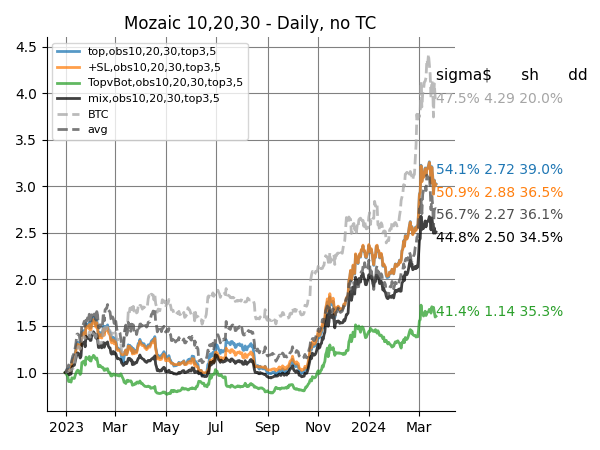 Mozaic 10,20,30 - Daily, no TC
top,obs10,20,30,top3,5
+SL,obs10,20,30,top3,5
TopvBot,obs10,20,30,top3,5
mix,obs10,20,30,top3,5
BTC
avg
sigma$ sh dd
47.5% 4.29 20.0%
54.1% 2.72 39.0%
50.9% 2.88 36.5%
56.7% 2.27 36.1%
44.8% 2.50 34.5%
41.4% 1.14 35.3%
4.5
4.0
3.5
3.0
2.5
2.0
1.5
1.0
2023 Mar May Jul Sep Nov 2024 Mar